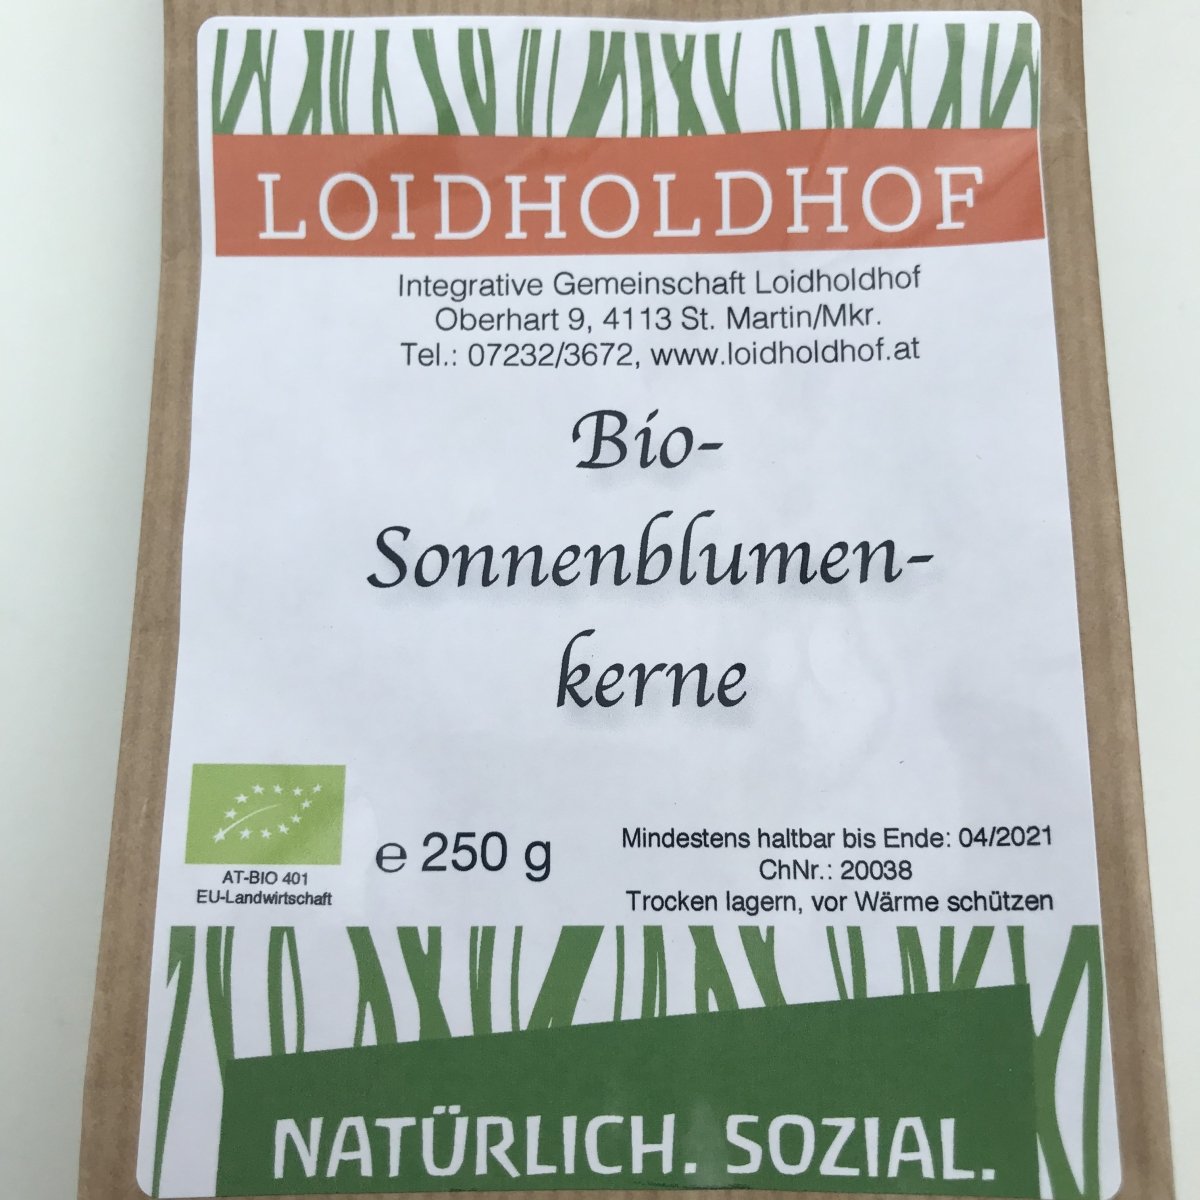 LOIDHOLDHOF
Integrative Gemeinschaft Loidholdhof
Oberhart 9, 4113 St. Martin/Mkr.
Tel.: 07232/3672, www.loidholdhof.at
Bio-
Sonnenblumen-
kerne
AT-BIO 401
EU-Landwirtschaft
e 250 g
Mindestens haltbar bis Ende: 04/2021
ChNr.: 20038
Trocken lagern, vor Wärme schützen
NATÜRLICH. SOZIAL.